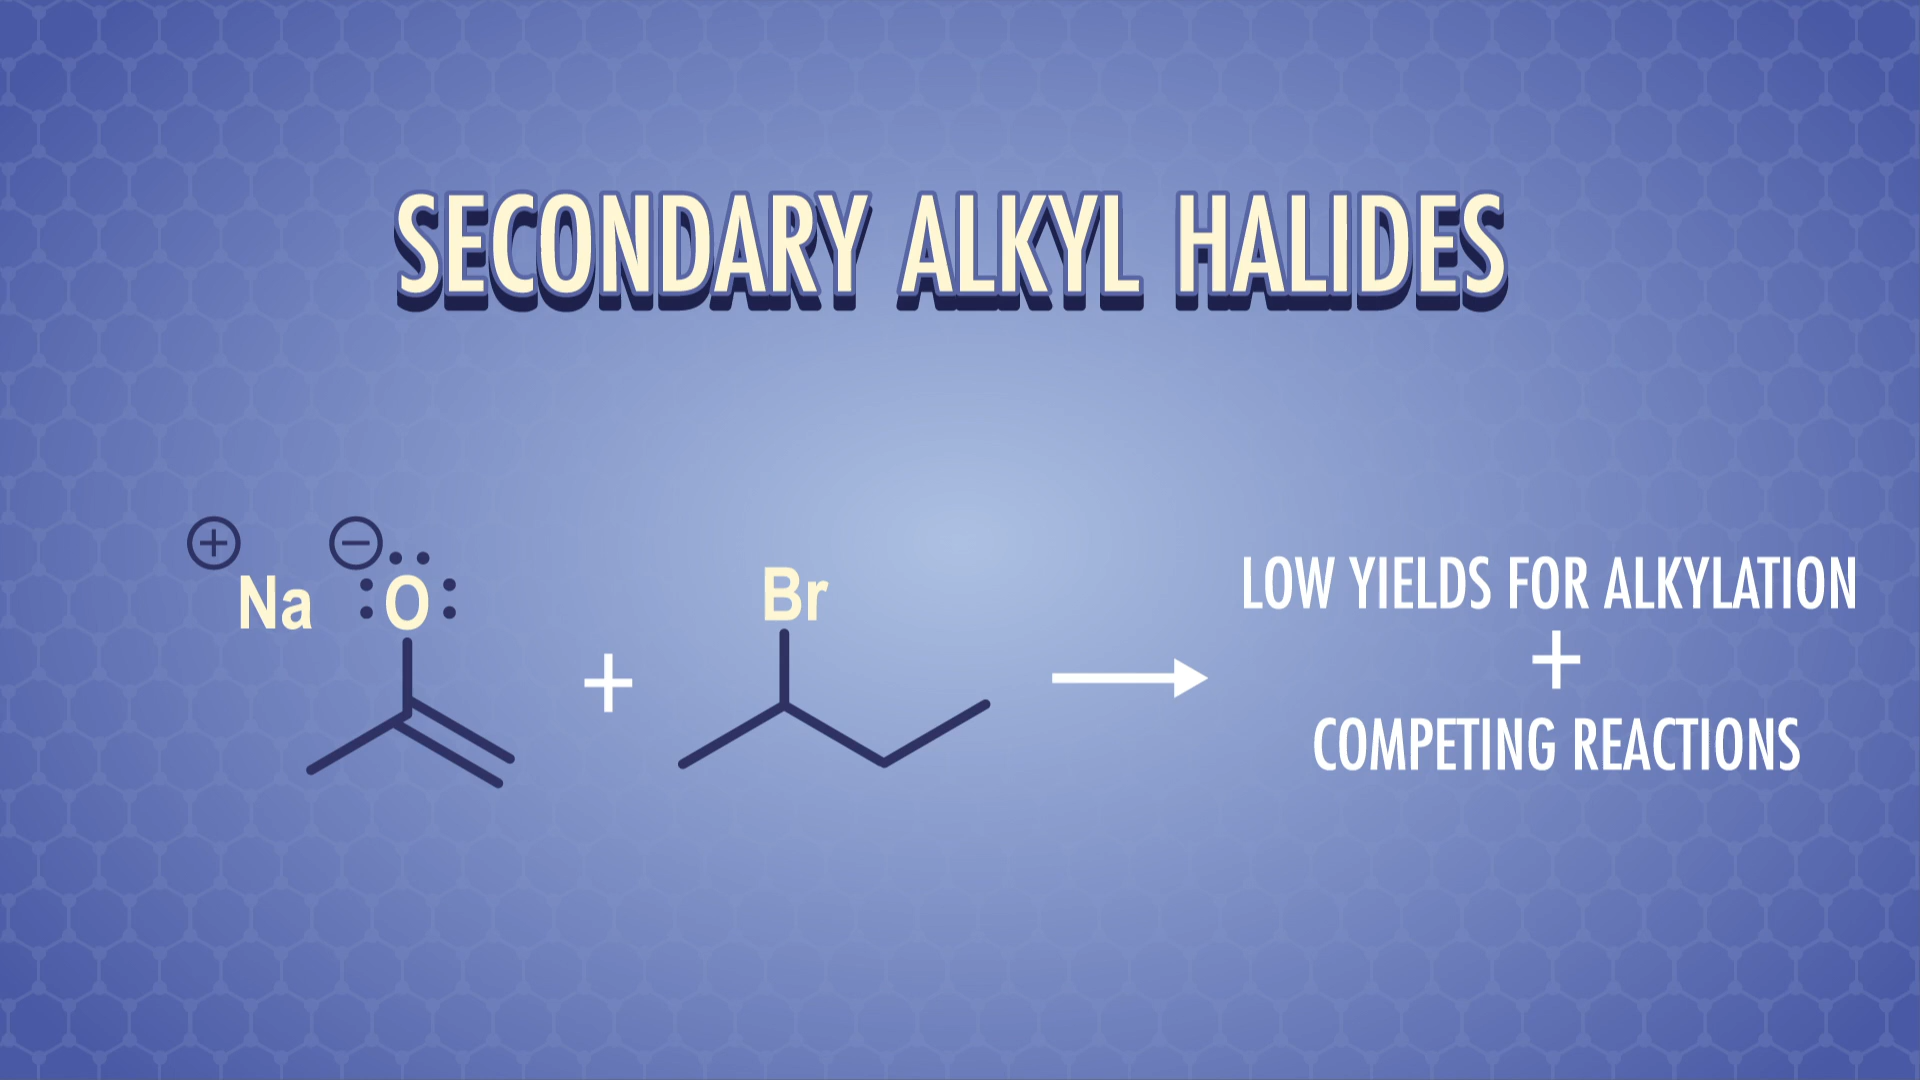 SECONDARY ALKYL HALIDES
⊕ ⊖
Na :O:
+
Br
LOW YIELDS FOR ALKYLATION
+
COMPETING REACTIONS